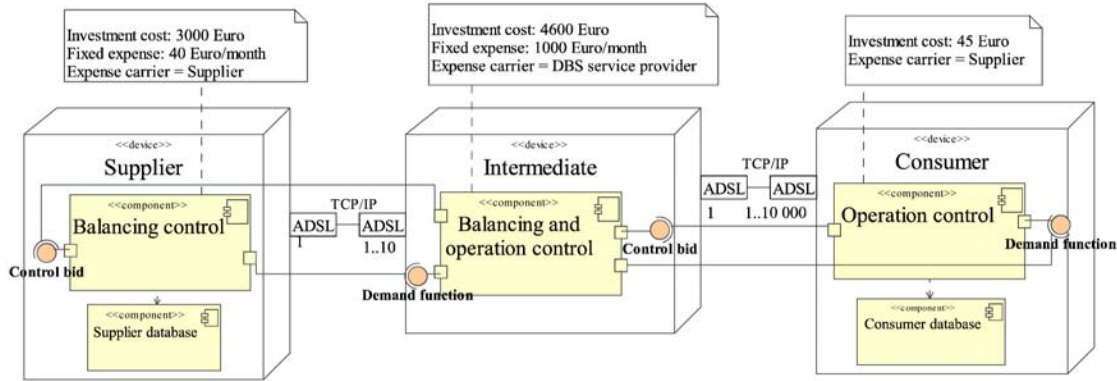 Investment cost: 3000 Euro
Fixed expense: 40 Euro/month
Expense carrier = Supplier
Investment cost: 4600 Euro
Fixed expense: 1000 Euro/month
Expense carrier = DBS service provider
Investment cost: 45 Euro
Expense carrier = Supplier
<<device>>
Supplier
<<component>>
Balancing control
Control bid
<<component>>
Supplier database
TCP/IP
ADSL
ADSL
1
1..10
<<device>>
Intermediate
<<component>>
Balancing and
operation control
Demand function
Control bid
TCP/IP
ADSL
ADSL
1
1..10 000
<<device>>
Consumer
<<component>>
Operation control
Demand function
<<component>>
Consumer database